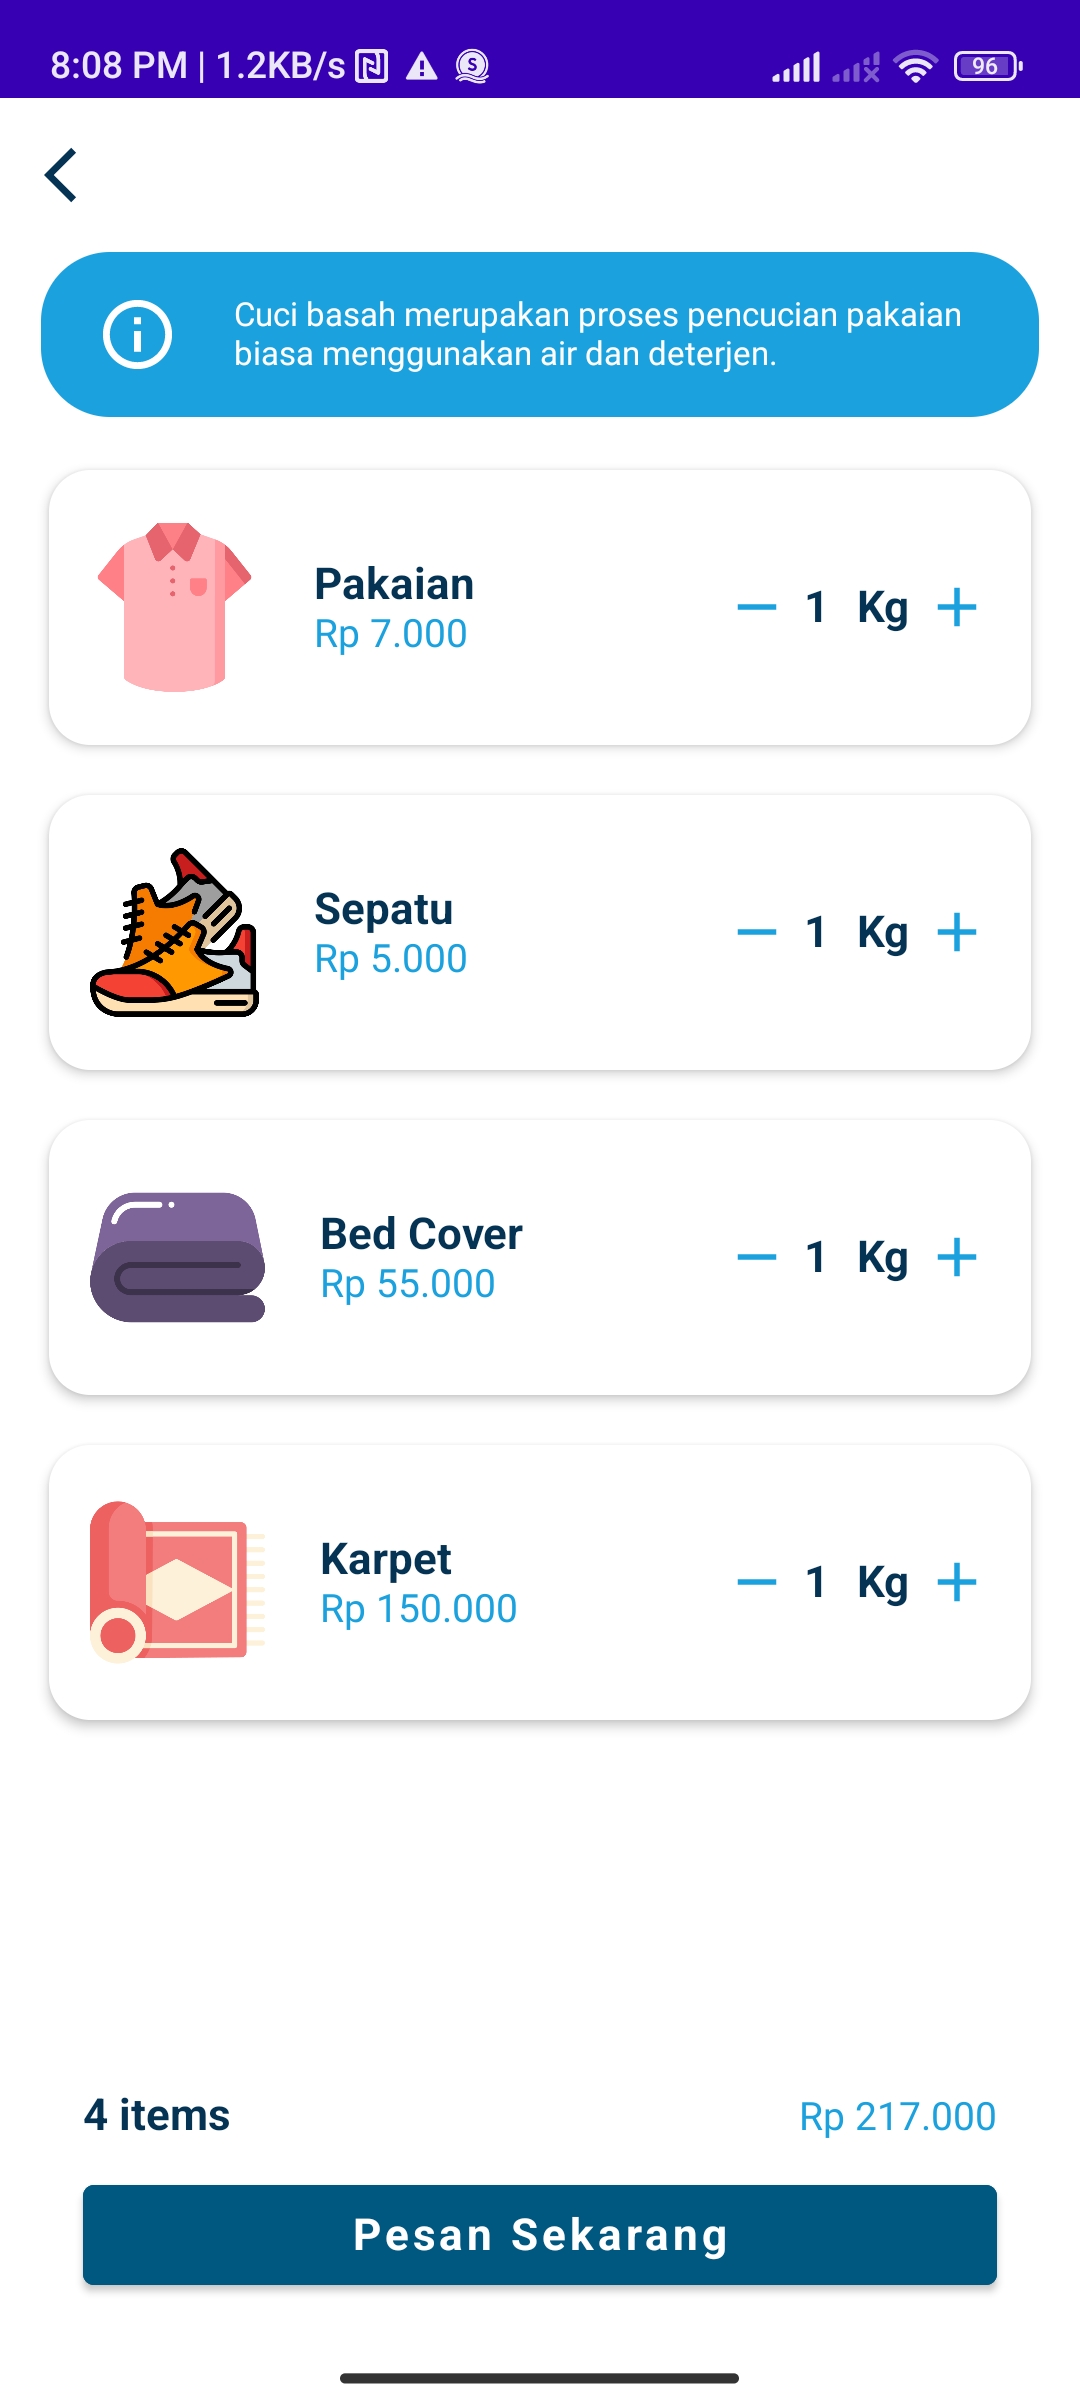 8:08 PM | 1.2KB/s
96
Cuci basah merupakan proses pencucian pakaian
biasa menggunakan air dan deterjen.
Pakaian
Rp 7.000
1 Kg
Sepatu
Rp 5.000
1 Kg
Bed Cover
Rp 55.000
1 Kg
Karpet
Rp 150.000
1 Kg
4 items
Rp 217.000
Pesan Sekarang